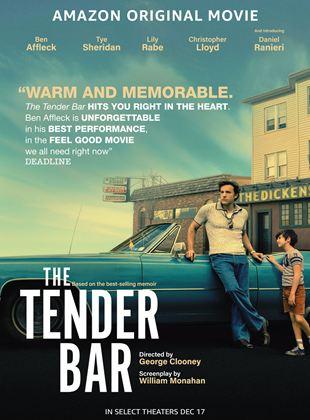 AMAZON ORIGINAL MOVIE
Ben Affleck
Tye Sheridan
Lily Rabe
Christopher Lloyd
And Introducing
Daniel Ranieri
“WARM AND MEMORABLE.
The Tender Bar HITS YOU RIGHT IN THE HEART.
Ben Affleck is UNFORGETTABLE
in his BEST PERFORMANCE,
in the FEEL GOOD MOVIE
we all need right now”
DEADLINE
THE DICKENS
THE
Based on the best-selling memoir
TENDER
BAR
Directed by
George Clooney
Screenplay by
William Monahan
IN SELECT THEATERS DEC 17